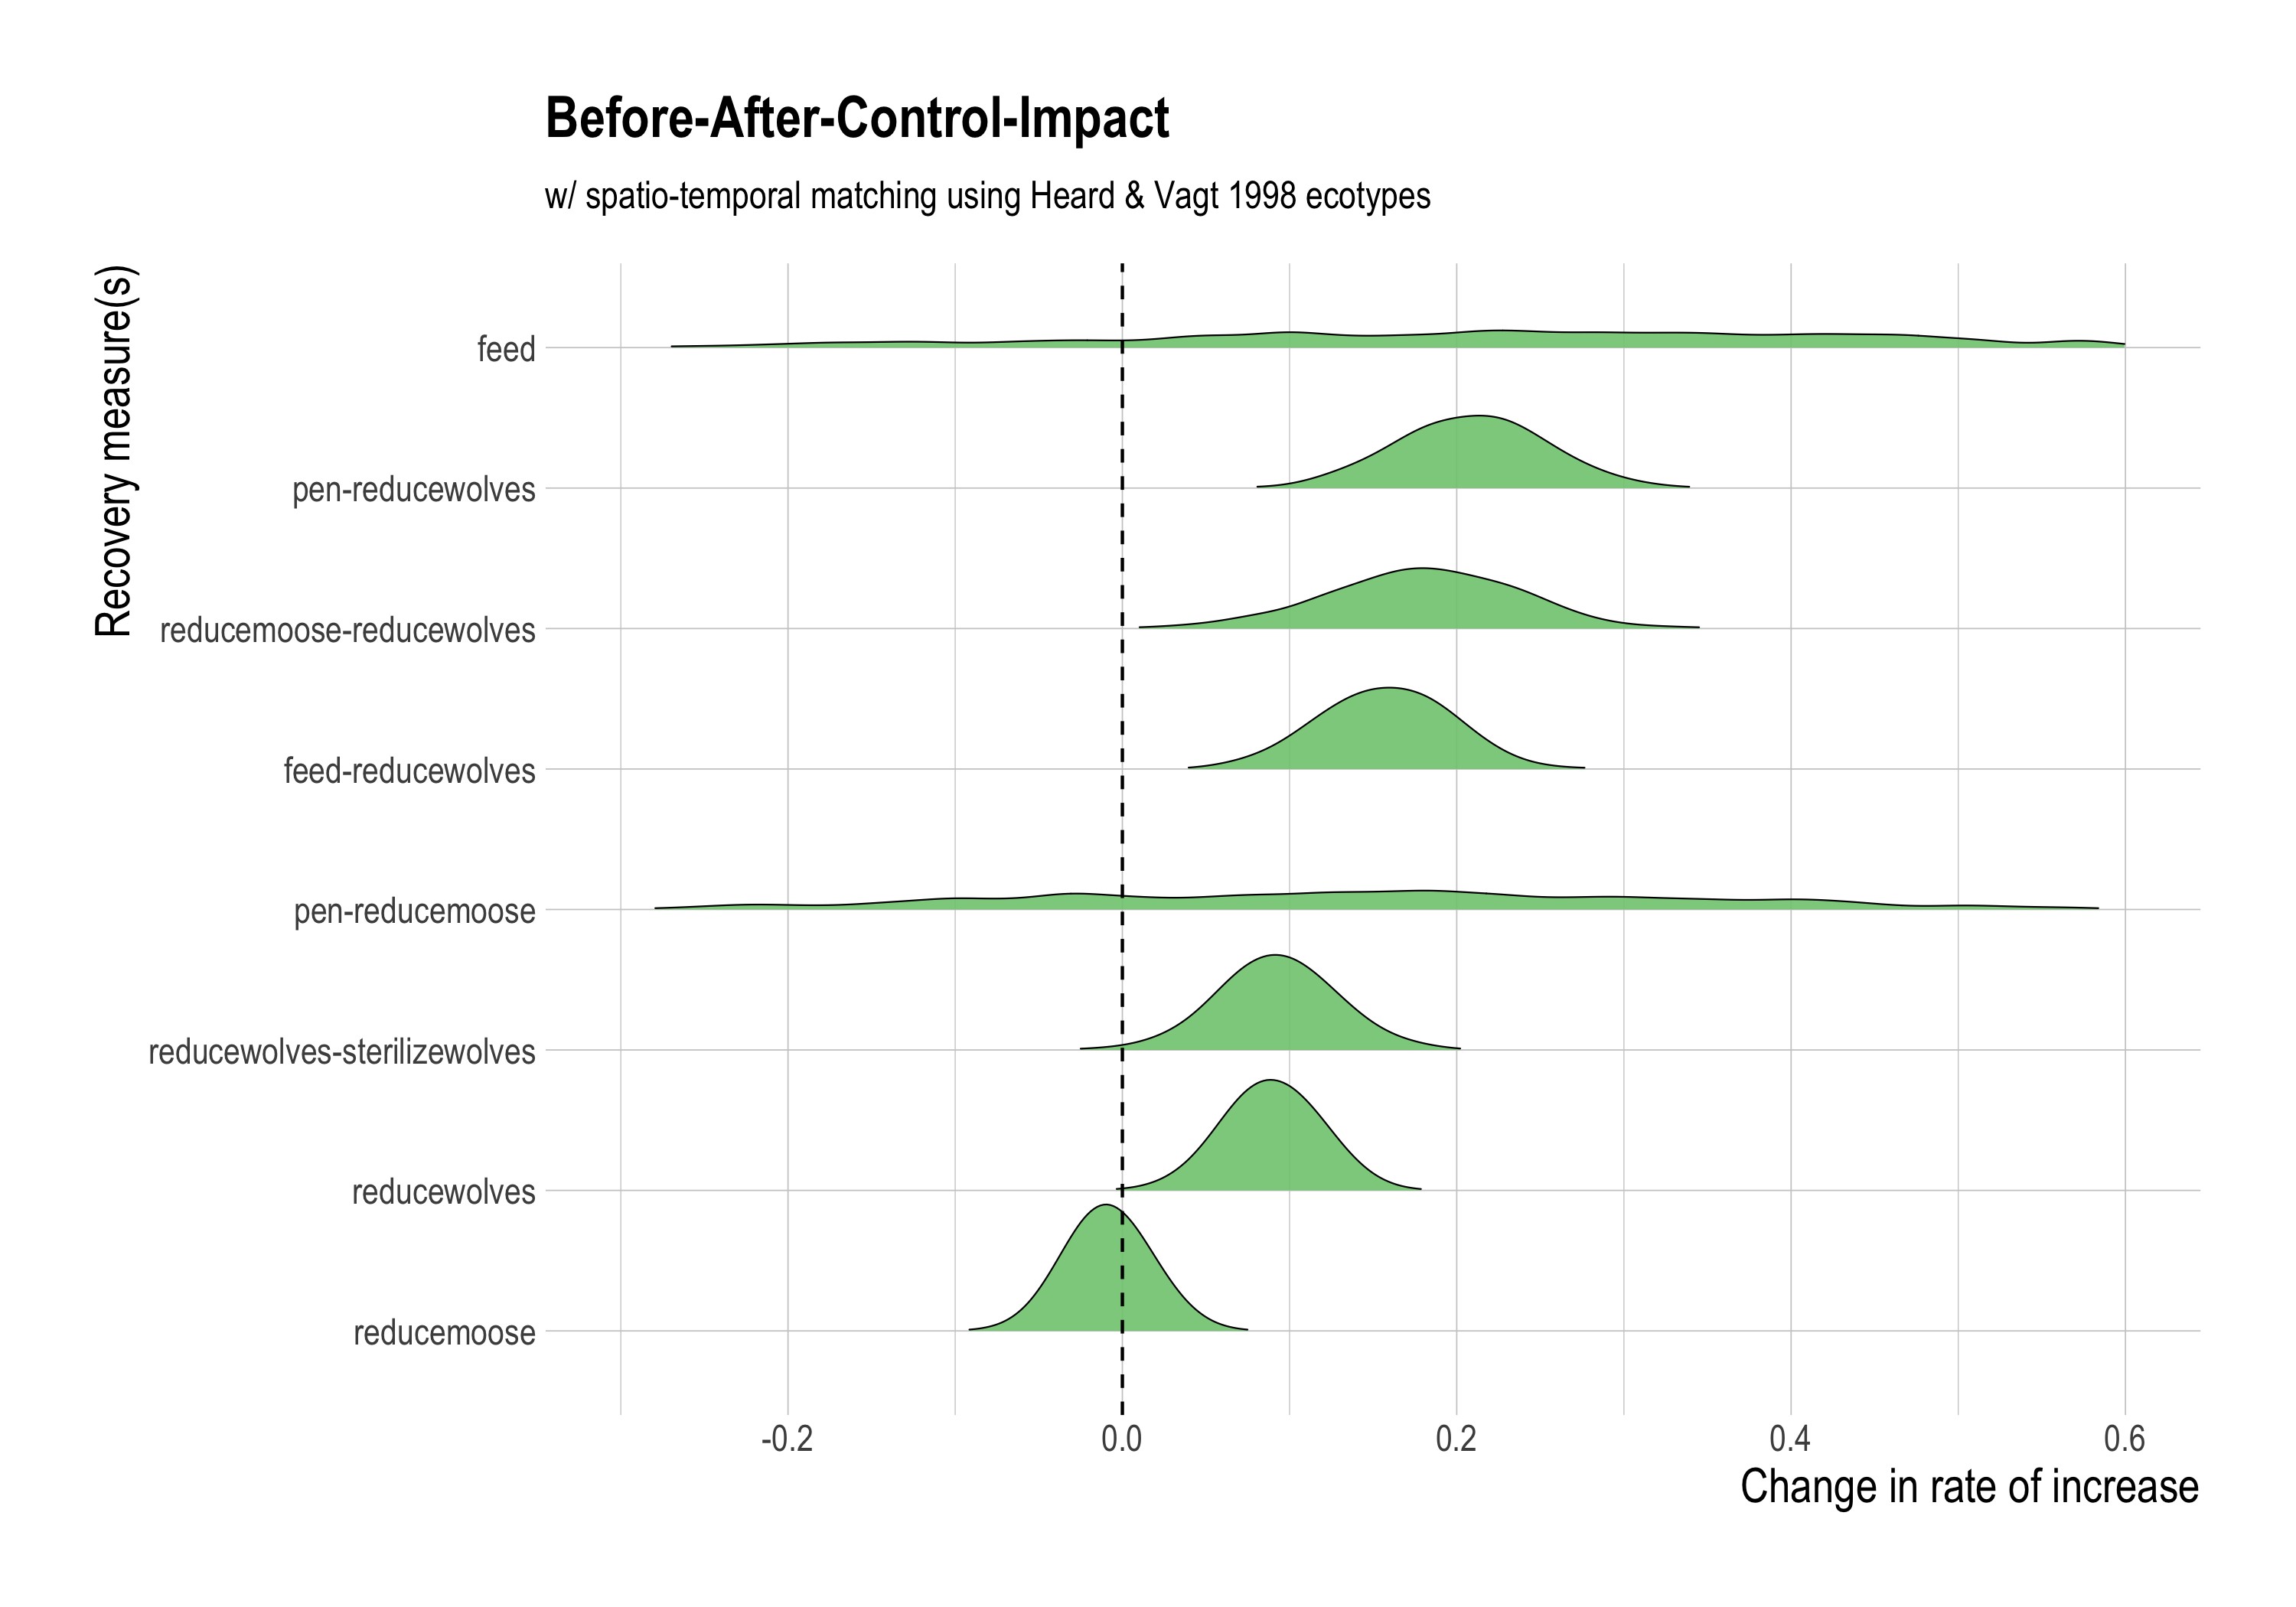 Before-After-Control-Impact
w/ spatio-temporal matching using Heard & Vagt 1998 ecotypes
Recovery measure(s)
feed
pen-reducewolves
reducemoose-reducewolves
feed-reducewolves
pen-reducemoose
reducewolves-sterilizewolves
reducewolves
reducemoose
-0.2 0.0 0.2 0.4 0.6
Change in rate of increase